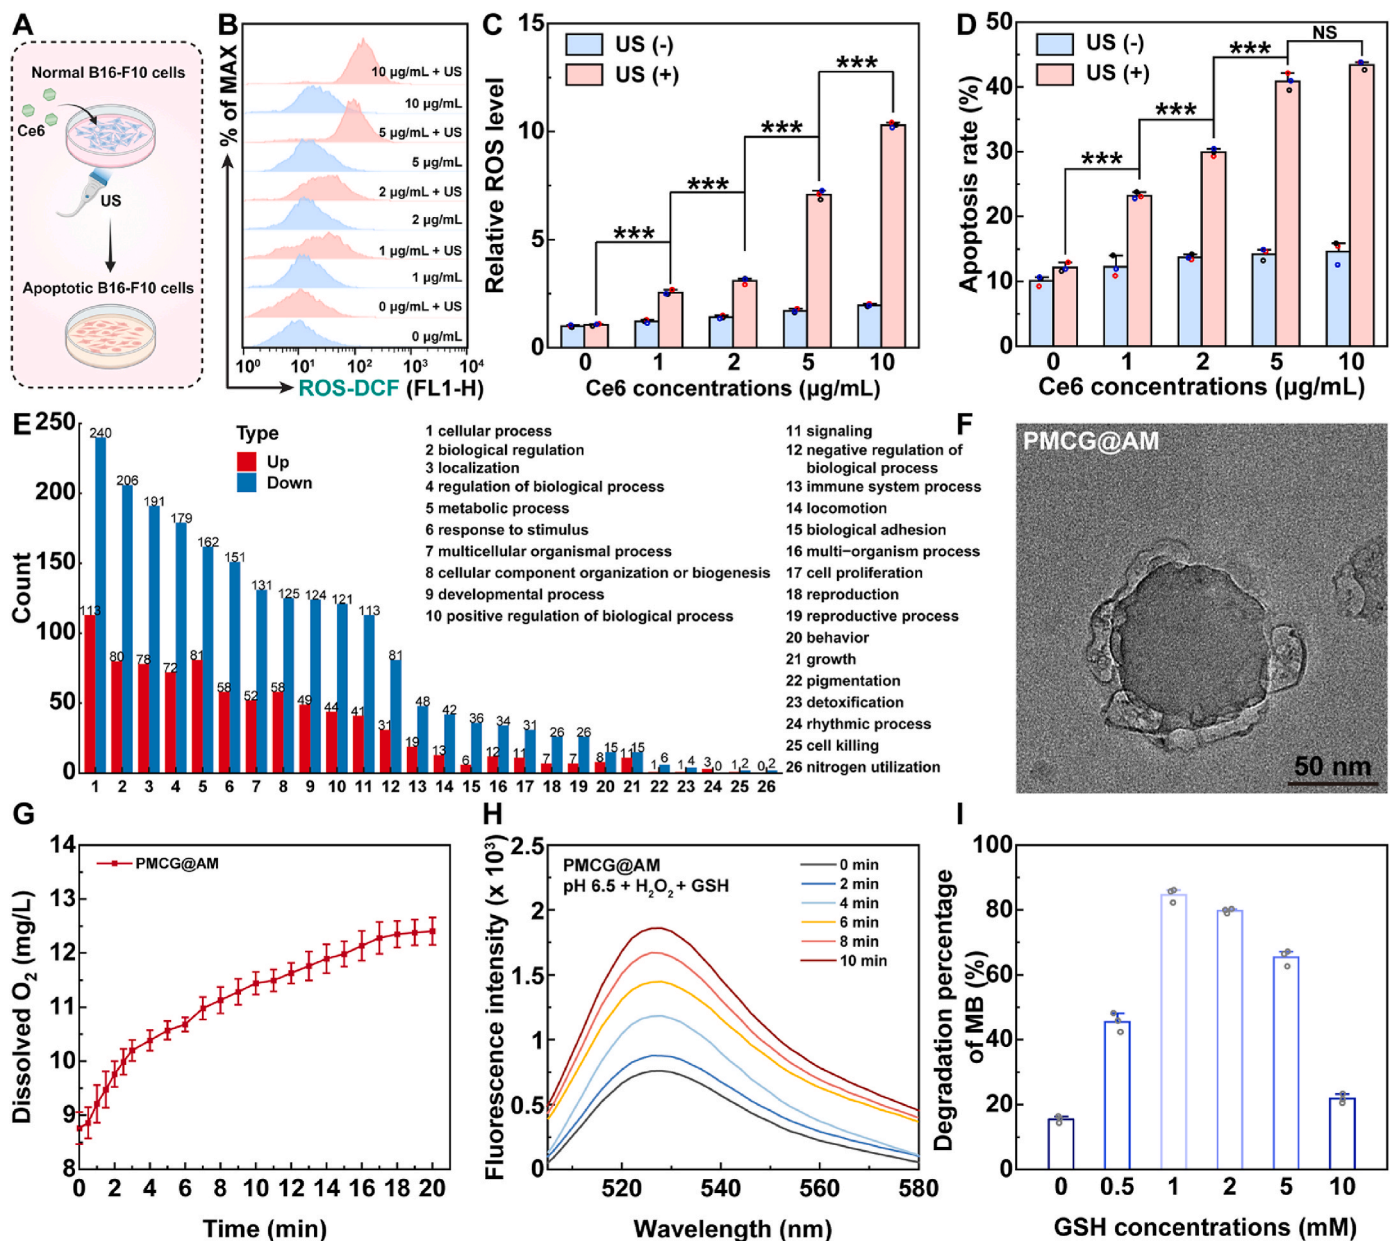 A
Normal B16-F10 cells
Ce6
US
Apoptotic B16-F10 cells
B
% of MAX
10 μg/mL + US
10 μg/mL
5 μg/mL + US
5 μg/mL
2 μg/mL + US
2 μg/mL
1 μg/mL + US
1 μg/mL
0 μg/mL + US
0 μg/mL
10⁰ 10¹ 10² 10³ 10⁴
ROS-DCF (FL1-H)
C
Relative ROS level
15
10
5
0
US (-)
US (+)
***
***
***
***
0 1 2 5 10
Ce6 concentrations (μg/mL)
D
Apoptosis rate (%)
50
40
30
20
10
0
US (-)
US (+)
***
***
***
NS
0 1 2 5 10
Ce6 concentrations (μg/mL)
E
Count
250
200
150
100
50
0
Type
Up
Down
240 206 191 179 162 151 131 125 124 121 113 81 48 42 36 34 31 26 26 15 15 6 4 0 2 2
113 80 78 72 81 58 52 58 49 44 41 31 19 13 6 12 11 7 7 8 11 1 1 3 1 0
1 2 3 4 5 6 7 8 9 10 11 12 13 14 15 16 17 18 19 20 21 22 23 24 25 26
1 cellular process
2 biological regulation
3 localization
4 regulation of biological process
5 metabolic process
6 response to stimulus
7 multicellular organismal process
8 cellular component organization or biogenesis
9 developmental process
10 positive regulation of biological process
11 signaling
12 negative regulation of
biological process
13 immune system process
14 locomotion
15 biological adhesion
16 multi−organism process
17 cell proliferation
18 reproduction
19 reproductive process
20 behavior
21 growth
22 pigmentation
23 detoxification
24 rhythmic process
25 cell killing
26 nitrogen utilization
F
PMCG@AM
50 nm
G
Dissolved O₂ (mg/L)
14
13
12
11
10
9
8
PMCG@AM
0 2 4 6 8 10 12 14 16 18 20
Time (min)
H
Fluorescence intensity (x 10³)
2.5
2
1.5
1
0.5
0
PMCG@AM
pH 6.5 + H₂O₂ + GSH
0 min
2 min
4 min
6 min
8 min
10 min
520 540 560 580
Wavelength (nm)
I
Degradation percentage
of MB (%)
100
80
60
40
20
0
0 0.5 1 2 5 10
GSH concentrations (mM)